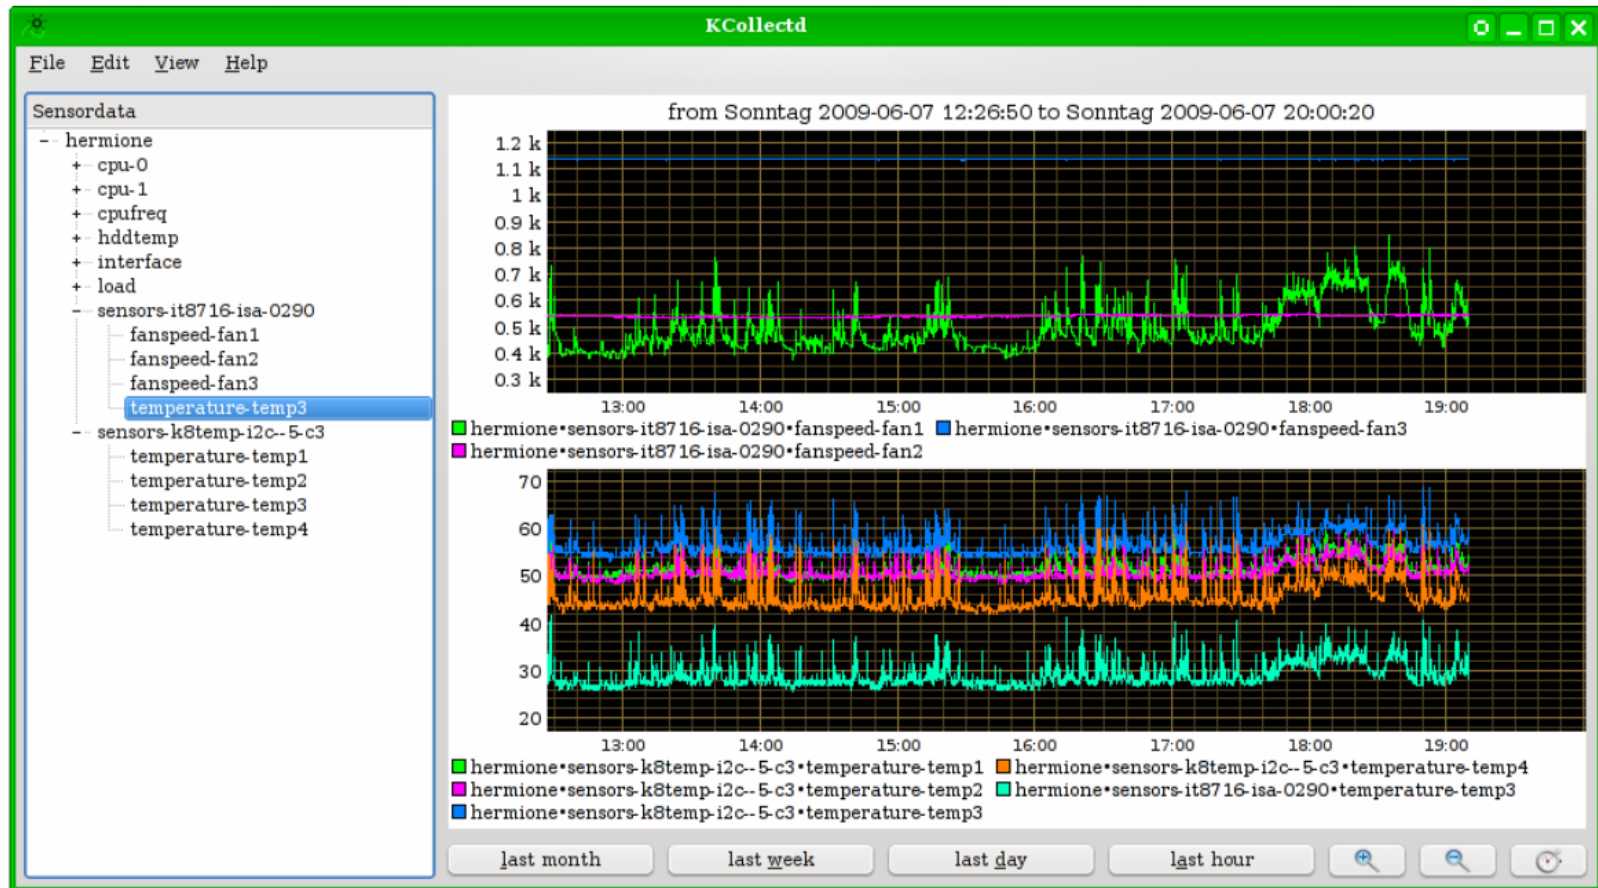 KCollectd
File Edit View Help
Sensordata
hermione
cpu-0
cpu-1
cpufreq
hddtemp
interface
load
sensors-it8716-isa-0290
fanspeed-fan1
fanspeed-fan2
fanspeed-fan3
temperature-temp3
sensors-k8temp-i2c--5-c3
temperature-temp1
temperature-temp2
temperature-temp3
temperature-temp4
from Sonntag 2009-06-07 12:26:50 to Sonntag 2009-06-07 20:00:20
1.2 k
1.1 k
1 k
0.9 k
0.8 k
0.7 k
0.6 k
0.5 k
0.4 k
0.3 k
13:00 14:00 15:00 16:00 17:00 18:00 19:00
hermione•sensors-it8716-isa-0290•fanspeed-fan1 hermione•sensors-it8716-isa-0290•fanspeed-fan3
hermione•sensors-it8716-isa-0290•fanspeed-fan2
70
60
50
40
30
20
13:00 14:00 15:00 16:00 17:00 18:00 19:00
hermione•sensors-k8temp-i2c--5-c3•temperature-temp1 hermione•sensors-k8temp-i2c--5-c3•temperature-temp4
hermione•sensors-k8temp-i2c--5-c3•temperature-temp2 hermione•sensors-it8716-isa-0290•temperature-temp3
hermione•sensors-k8temp-i2c--5-c3•temperature-temp3
last month last week last day last hour